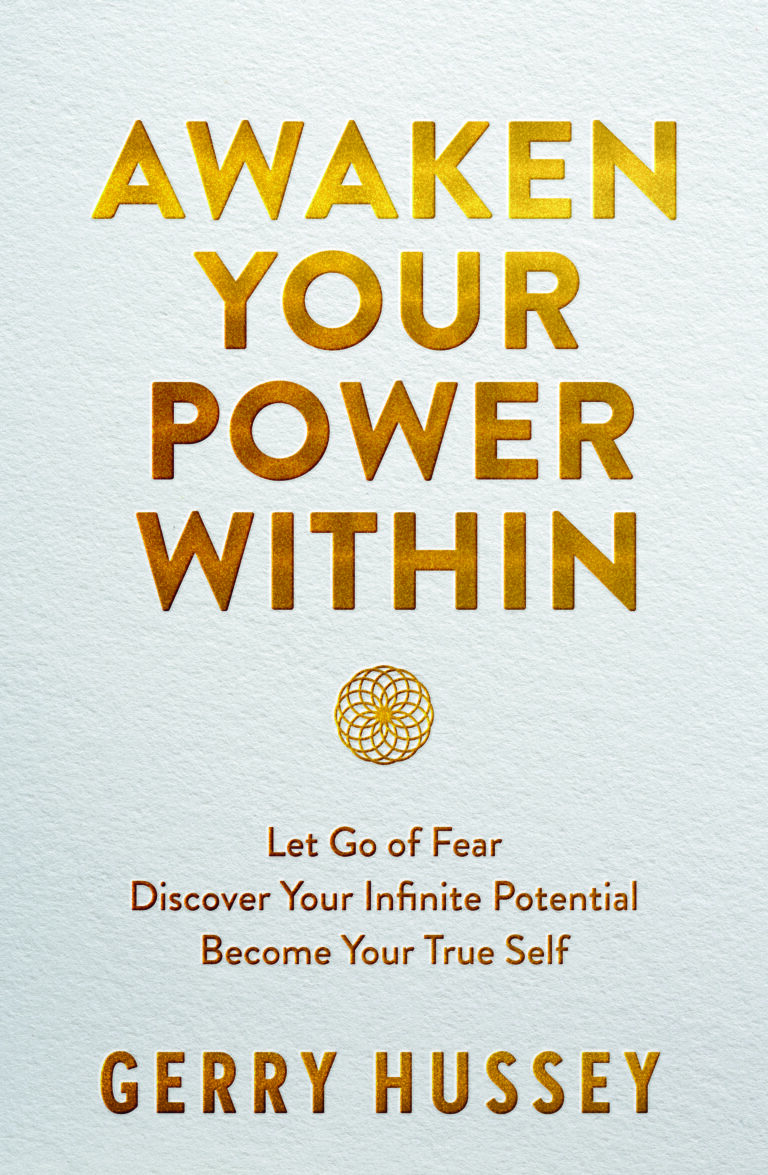 AWAKEN
YOUR
POWER
WITHIN
Let Go of Fear
Discover Your Infinite Potential
Become Your True Self
GERRY HUSSEY